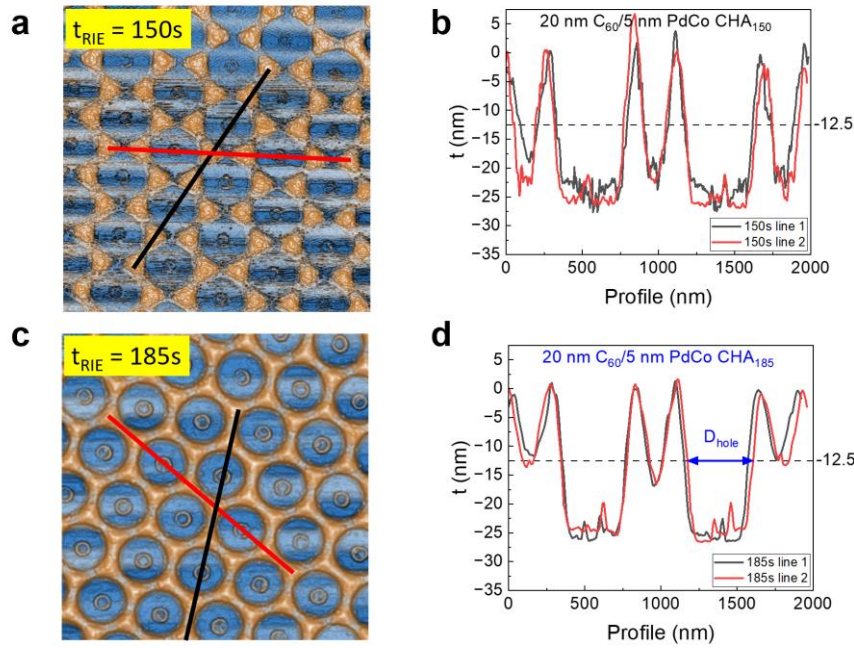 a
t_RIE = 150s
b
20 nm C₆₀/5 nm PdCo CHA₁₅₀
5
0
-5
-10
-15
-20
-25
-30
-35
t (nm)
-12.5
150s line 1
150s line 2
0 500 1000 1500 2000
Profile (nm)
c
t_RIE = 185s
d
20 nm C₆₀/5 nm PdCo CHA₁₈₅
5
0
-5
-10
-15
-20
-25
-30
-35
t (nm)
D_hole
-12.5
185s line 1
185s line 2
0 500 1000 1500 2000
Profile (nm)